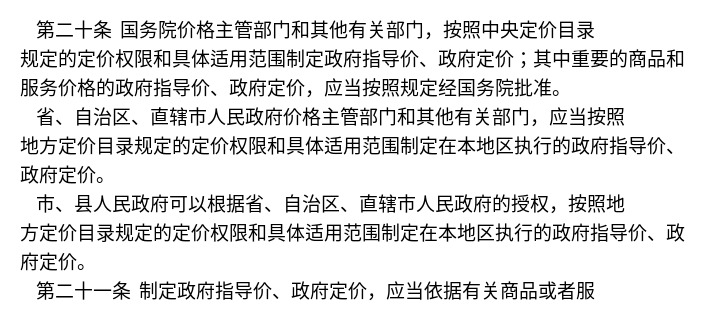 第二十条 国务院价格主管部门和其他有关部门，按照中央定价目录
规定的定价权限和具体适用范围制定政府指导价、政府定价；其中重要的商品和
服务价格的政府指导价、政府定价，应当按照规定经国务院批准。
省、自治区、直辖市人民政府价格主管部门和其他有关部门，应当按照
地方定价目录规定的定价权限和具体适用范围制定在本地区执行的政府指导价、
政府定价。
市、县人民政府可以根据省、自治区、直辖市人民政府的授权，按照地
方定价目录规定的定价权限和具体适用范围制定在本地区执行的政府指导价、政
府定价。
第二十一条 制定政府指导价、政府定价，应当依据有关商品或者服